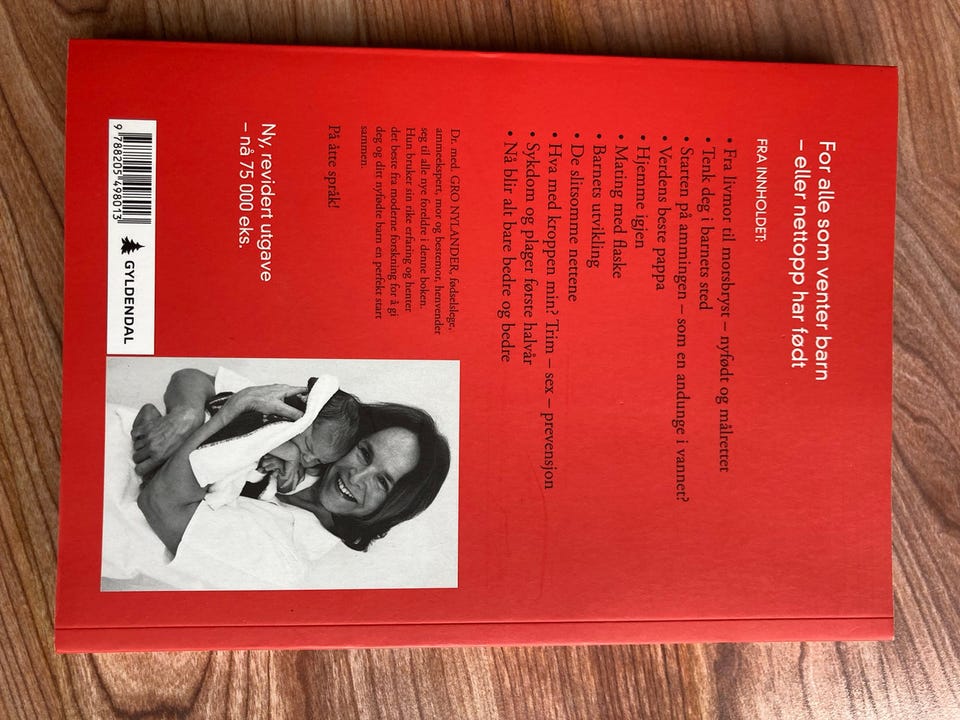 For alle som venter barn
– eller nettopp har født
FRA INNHOLDET:
• Fra livmor til morsbryst – nyfødt og målrettet
• Tenk deg i barnets sted
• Starten på ammingen – som en andunge i vannet?
• Verdens beste pappa
• Hjemme igjen
• Mating med flaske
• Barnets utvikling
• De slitsomme nettene
• Hva med kroppen min? Trim – sex – prevensjon
• Sykdom og plager første halvår
• Nå blir alt bare bedre og bedre
Dr. med. GRO NYLANDER, fødselslege,
ammeekspert, mor og bestemor, henvender
seg til alle nye foreldre i denne boken.
Hun bruker sin rike erfaring og henter
det beste fra moderne forskning for å gi
deg og ditt nyfødte barn en perfekt start
sammen.
På åtte språk!
Ny, revidert utgave
– nå 75 000 eks.
9 788205 498013
GYLDENDAL